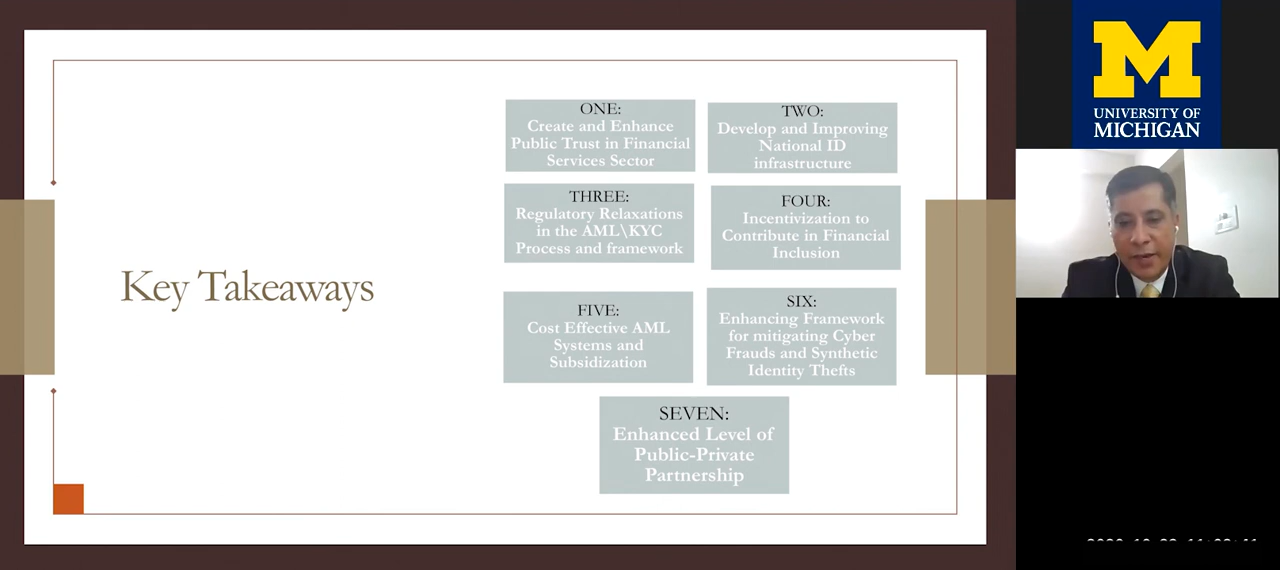 Key Takeaways
ONE:
Create and Enhance
Public Trust in Financial
Services Sector
TWO:
Develop and Improving
National ID
infrastructure
THREE:
Regulatory Relaxations
in the AML\KYC
Process and framework
FOUR:
Incentivization to
Contribute in Financial
Inclusion
FIVE:
Cost Effective AML
Systems and
Subsidization
SIX:
Enhancing Framework
for mitigating Cyber
Frauds and Synthetic
Identity Thefts
SEVEN:
Enhanced Level of
Public-Private
Partnership
M
UNIVERSITY OF
MICHIGAN